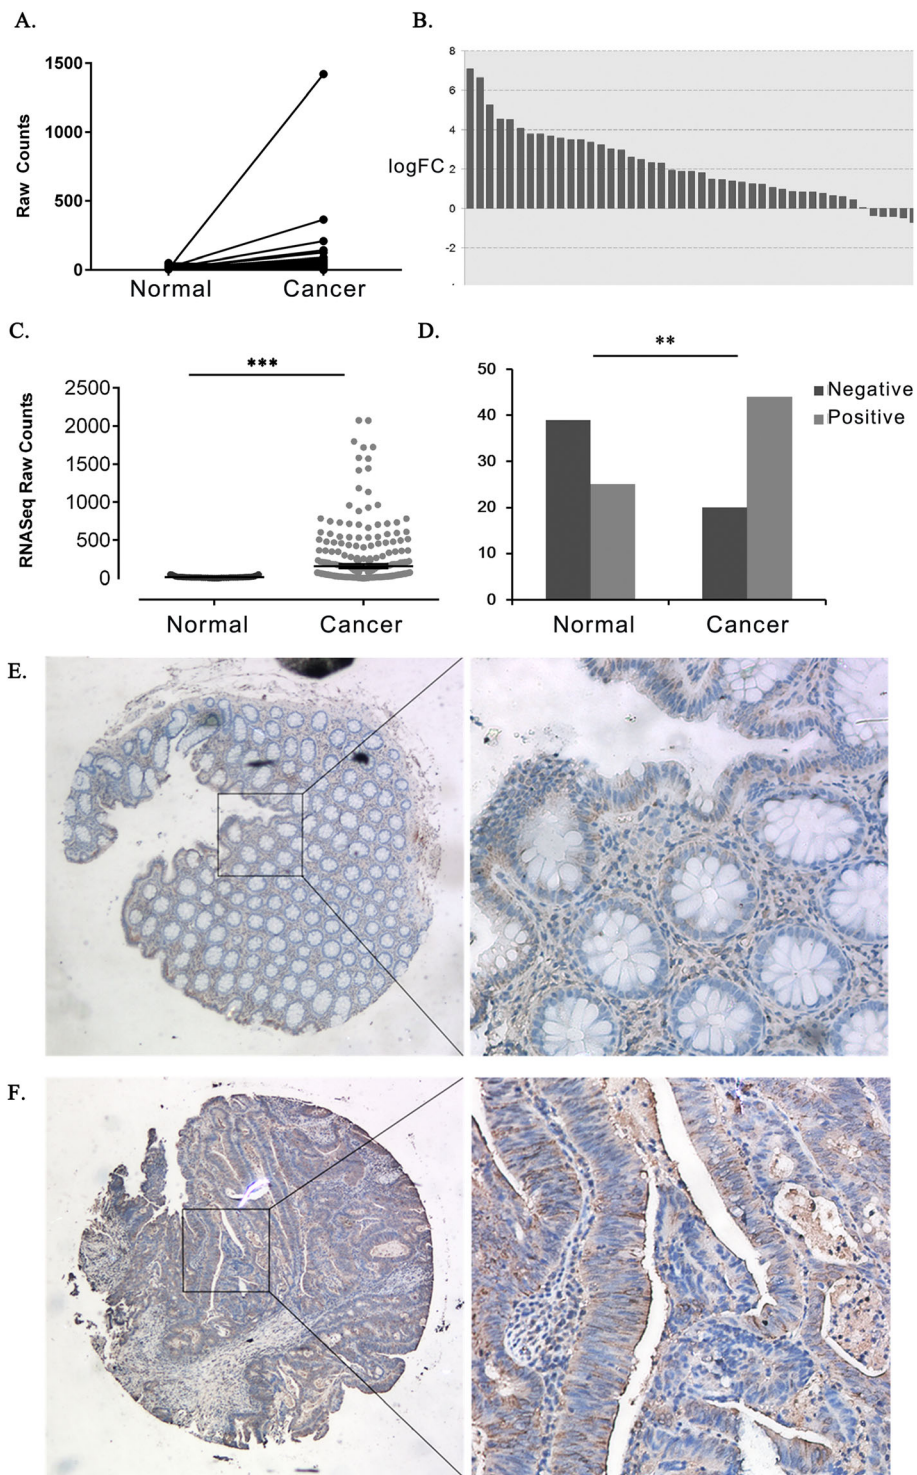 A.
1500
1000
500
0
Raw Counts
Normal
Cancer
B.
8
6
4
2
0
-2
logFC
C.
***
2500
2000
1500
1000
500
0
RNASeq Raw Counts
Normal
Cancer
D.
**
50
40
30
20
10
0
Negative
Positive
Normal
Cancer
E.
F.